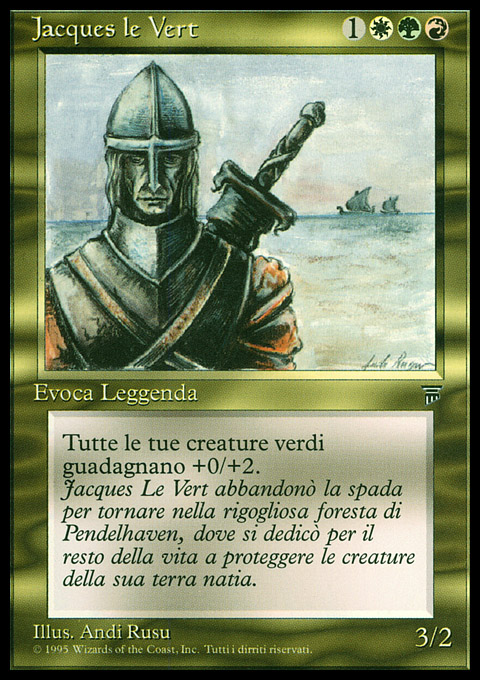 Jacques le Vert 1
Evoca Leggenda
Tutte le tue creature verdi
guadagnano +0/+2.
Jacques Le Vert abbandonò la spada
per tornare nella rigogliosa foresta di
Pendelhaven, dove si dedicò per il
resto della vita a proteggere le creature
della sua terra natia.
Illus. Andi Rusu
3/2
© 1995 Wizards of the Coast, Inc. Tutti i diritti riservati.